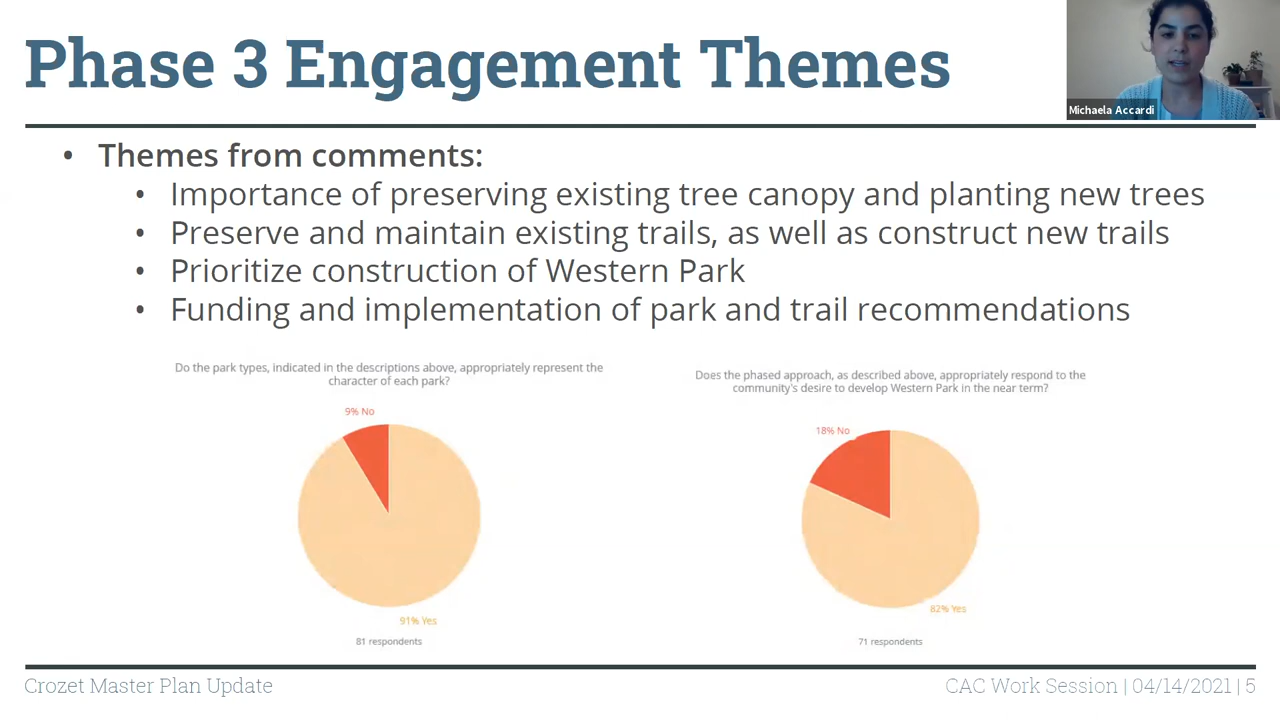 Phase 3 Engagement Themes
Michaela Accardi
• Themes from comments:
• Importance of preserving existing tree canopy and planting new trees
• Preserve and maintain existing trails, as well as construct new trails
• Prioritize construction of Western Park
• Funding and implementation of park and trail recommendations
Do the park types, indicated in the descriptions above, appropriately represent the
character of each park?
9% No
91% Yes
81 respondents
Does the phased approach, as described above, appropriately respond to the
community's desire to develop Western Park in the near term?
18% No
82% Yes
71 respondents
Crozet Master Plan Update
CAC Work Session | 04/14/2021 | 5